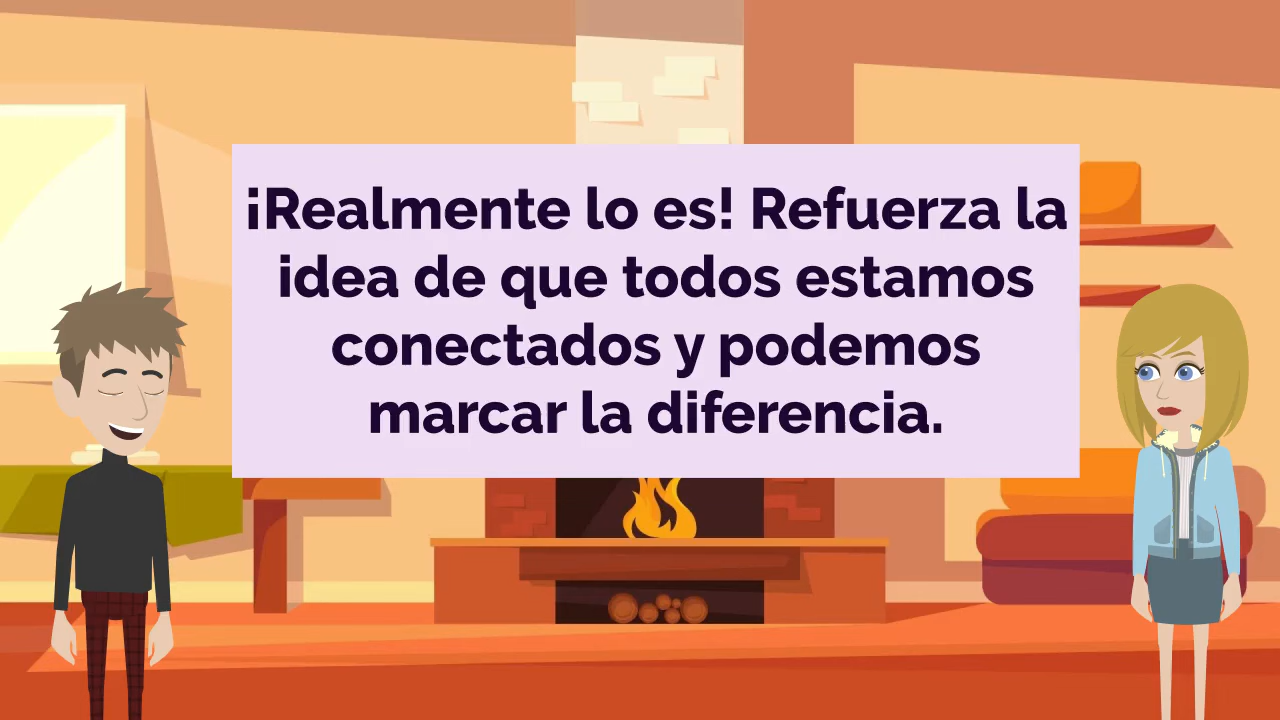 ¡Realmente lo es! Refuerza la
idea de que todos estamos
conectados y podemos
marcar la diferencia.